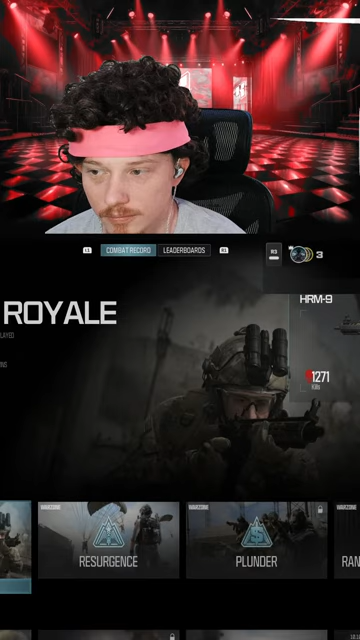 L1
COMBAT RECORD
LEADERBOARDS
R1
R3
3
ROYALE
HRM-9
1271
Kills
WARZONE
RESURGENCE
WARZONE
PLUNDER
WARZONE
RAN